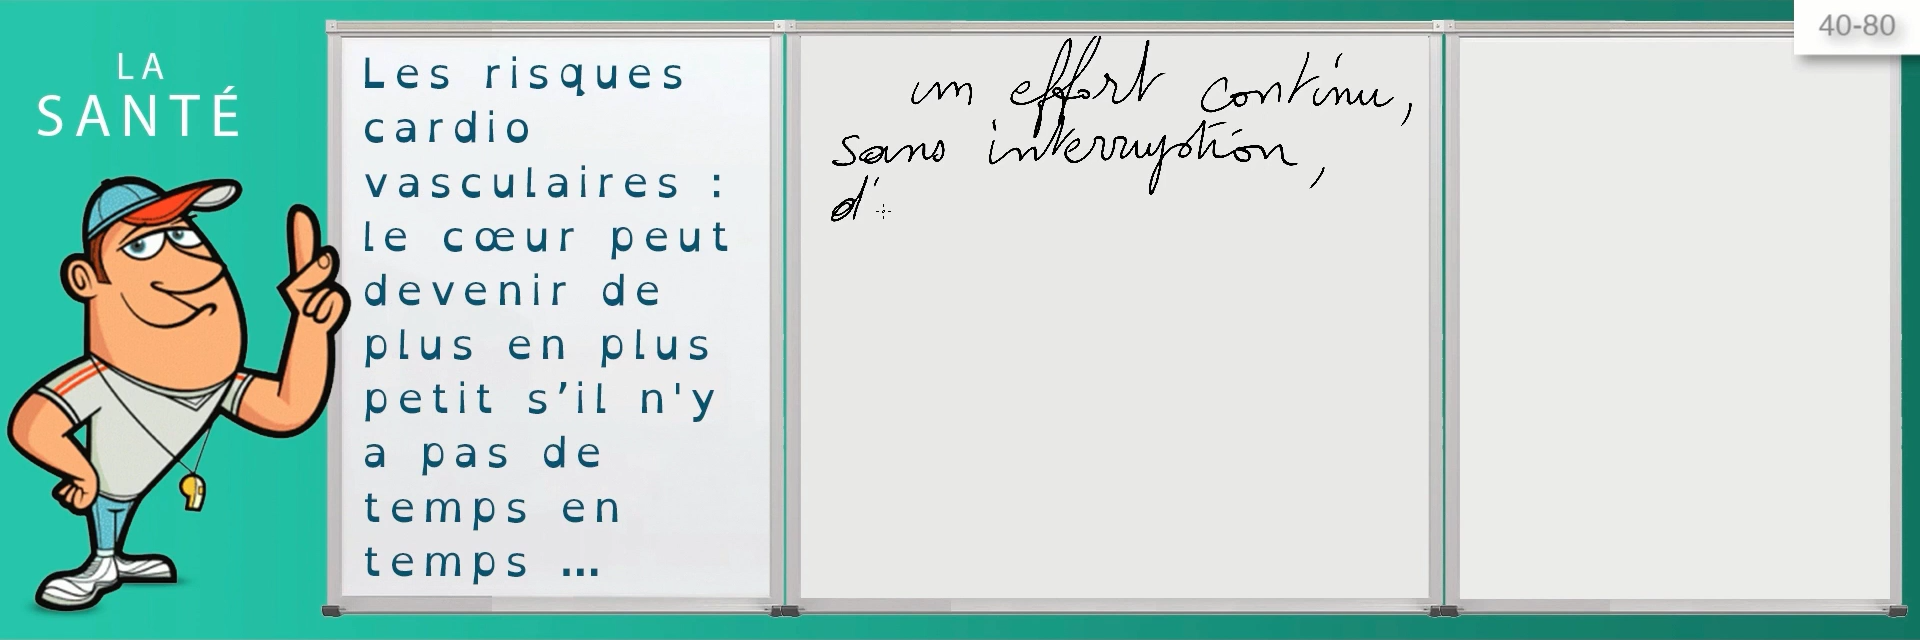 LA
SANTÉ
Les risques
cardio
vasculaires :
le cœur peut
devenir de
plus en plus
petit s’il n'y
a pas de
temps en
temps ...
un effort continu,
sans interruption,
d'
40-80